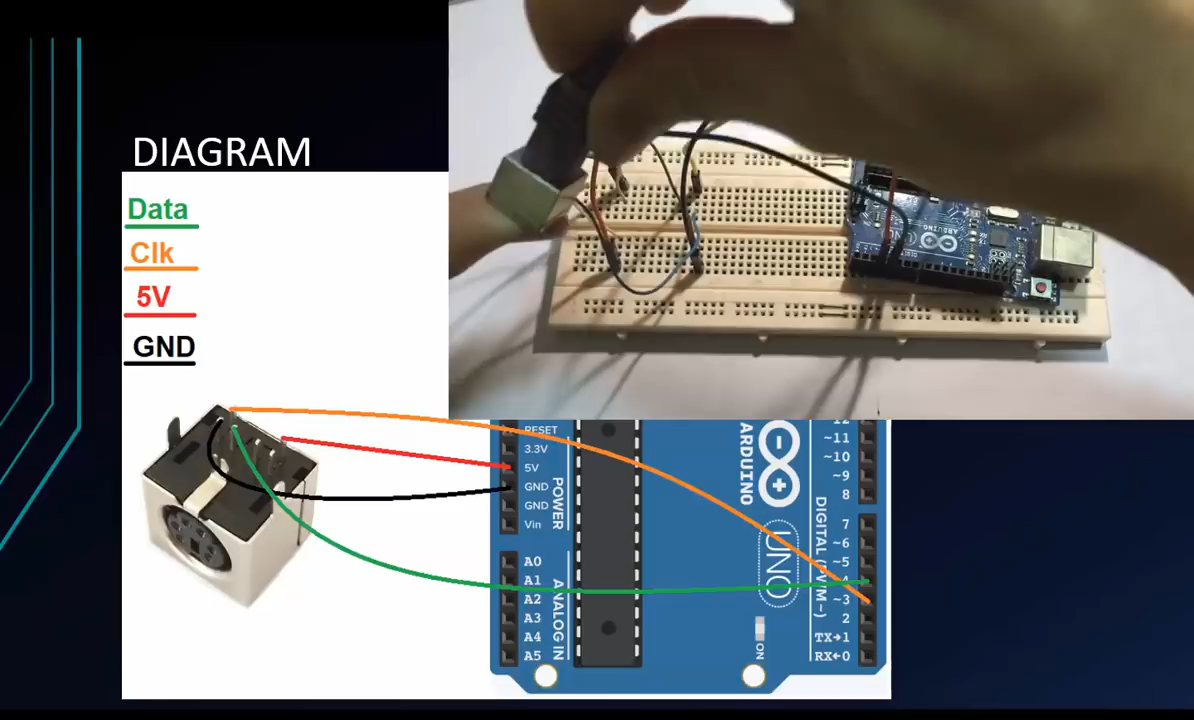 DIAGRAM
Data
Clk
5V
GND
ARDUINO
RESET
3.3V
5V
GND
GND
Vin
POWER
A0
A1
A2
A3
A4
A5
ANALOG IN
ARDUINO
UNO
ON
DIGITAL (PWM~)
~11
~10
~9
8
7
~6
~5
4
~3
2
TX→1
RX←0